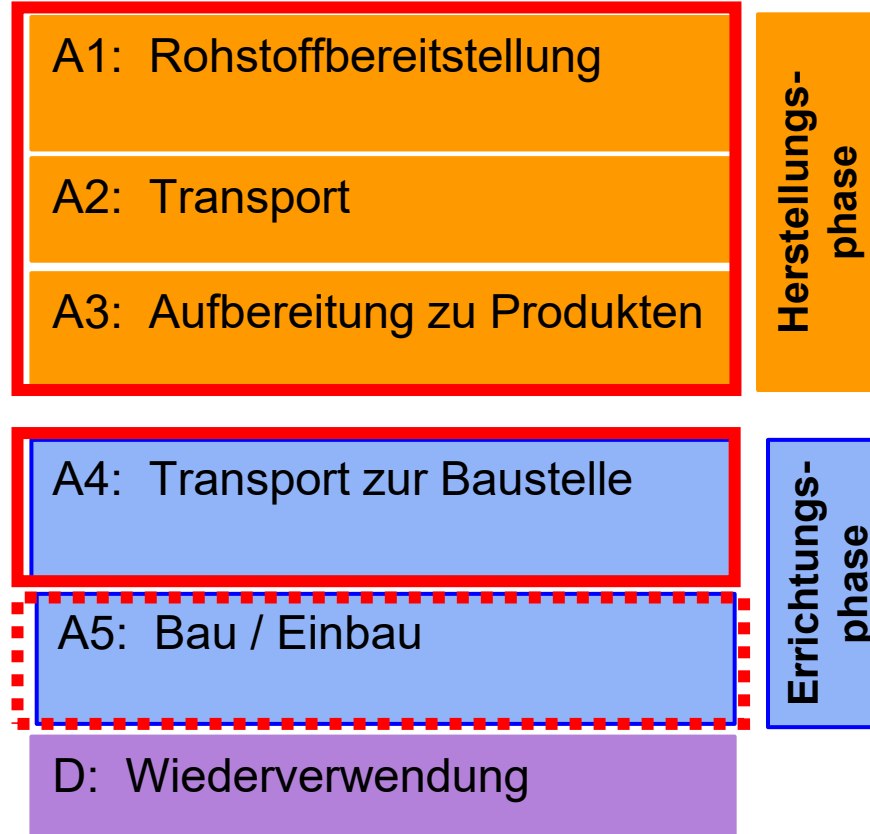 A1: Rohstoffbereitstellung
A2: Transport
A3: Aufbereitung zu Produkten
Herstellungs-
phase
A4: Transport zur Baustelle
A5: Bau / Einbau
Errichtungs-
phase
D: Wiederverwendung